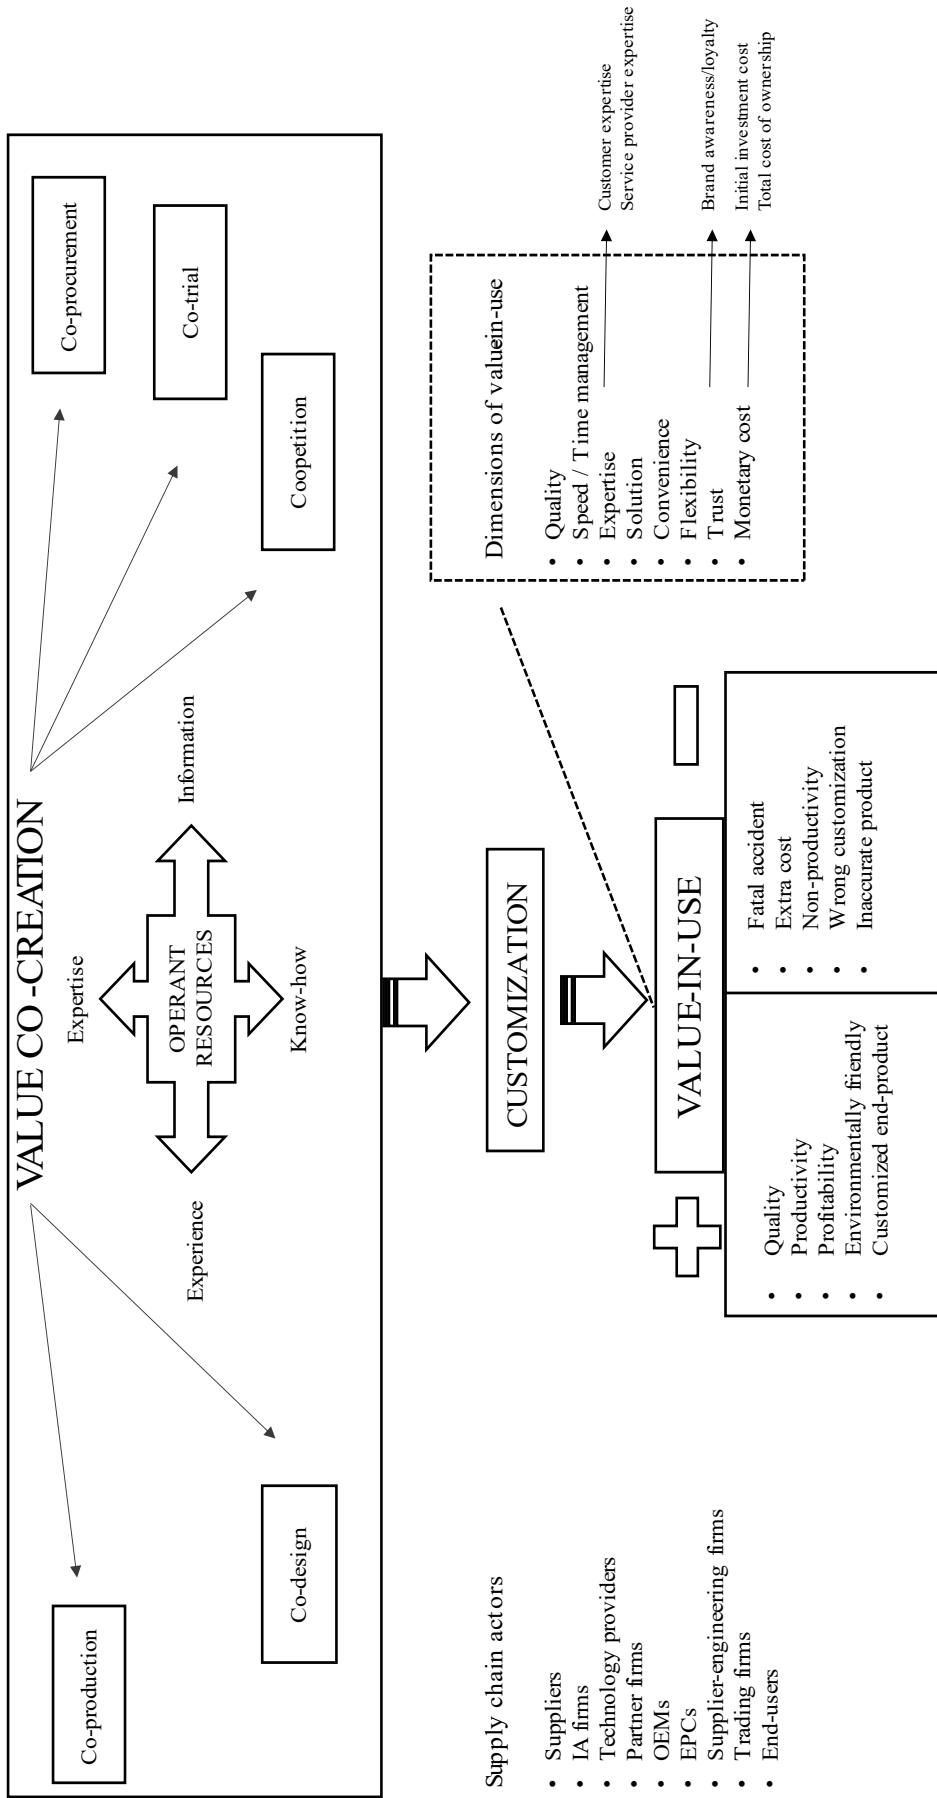 VALUE CO-CREATION
Co-production
Co-design
Expertise
Experience
OPERANT
RESOURCES
Information
Know-how
Co-procurement
Co-trial
Coopetition
CUSTOMIZATION
VALUE-IN-USE
Supply chain actors
• Suppliers
• IA firms
• Technology providers
• Partner firms
• OEMs
• EPCs
• Supplier-engineering firms
• Trading firms
• End-users
• Quality
• Productivity
• Profitability
• Environmentally friendly
• Customized end-product
• Fatal accident
• Extra cost
• Non-productivity
• Wrong customization
• Inaccurate product
Dimensions of valuein-use
• Quality
• Speed / Time management
• Expertise
• Solution
• Convenience
• Flexibility
• Trust
• Monetary cost
Customer expertise
Service provider expertise
Brand awareness/loyalty
Initial investment cost
Total cost of ownership